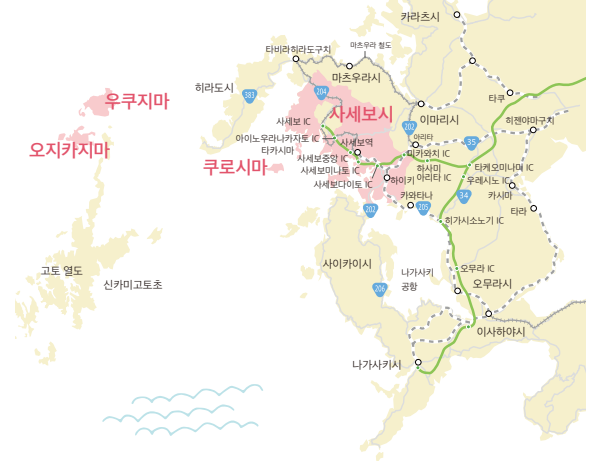 카라츠시
마츠우라 철도
타비라히라도구치
마츠우라시
히라도시
383
204
타쿠
우쿠지마
사세보시
이마리시
히젠야마구치
사세보 IC
202
아리타
35
오지카지마
아이노우라나카자토 IC
사세보역
타카시마
미카와치 IC
쿠로시마
사세보중앙 IC
하사미
아리타 IC
타케오미나미 IC
사세보미나토 IC
하이키
우레시노 IC
사세보다이토 IC
카와타나
34
카시마
202
205
타라
히가시소노기 IC
사이카이시
고토 열도
나가사키
공항
오무라 IC
신카미고토쵸
206
오무라시
이사하야시
나가사키시